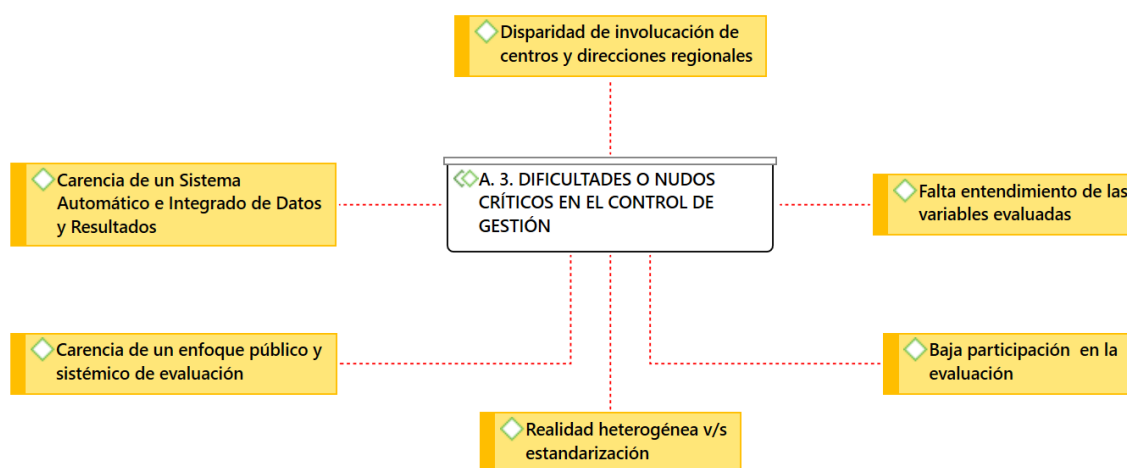 Disparidad de involucación de
centros y direcciones regionales
Carencia de un Sistema
Automático e Integrado de Datos
y Resultados
A. 3. DIFICULTADES O NUDOS
CRÍTICOS EN EL CONTROL DE
GESTIÓN
Falta entendimiento de las
variables evaluadas
Carencia de un enfoque público y
sistémico de evaluación
Baja participación en la
evaluación
Realidad heterogénea v/s
estandarización